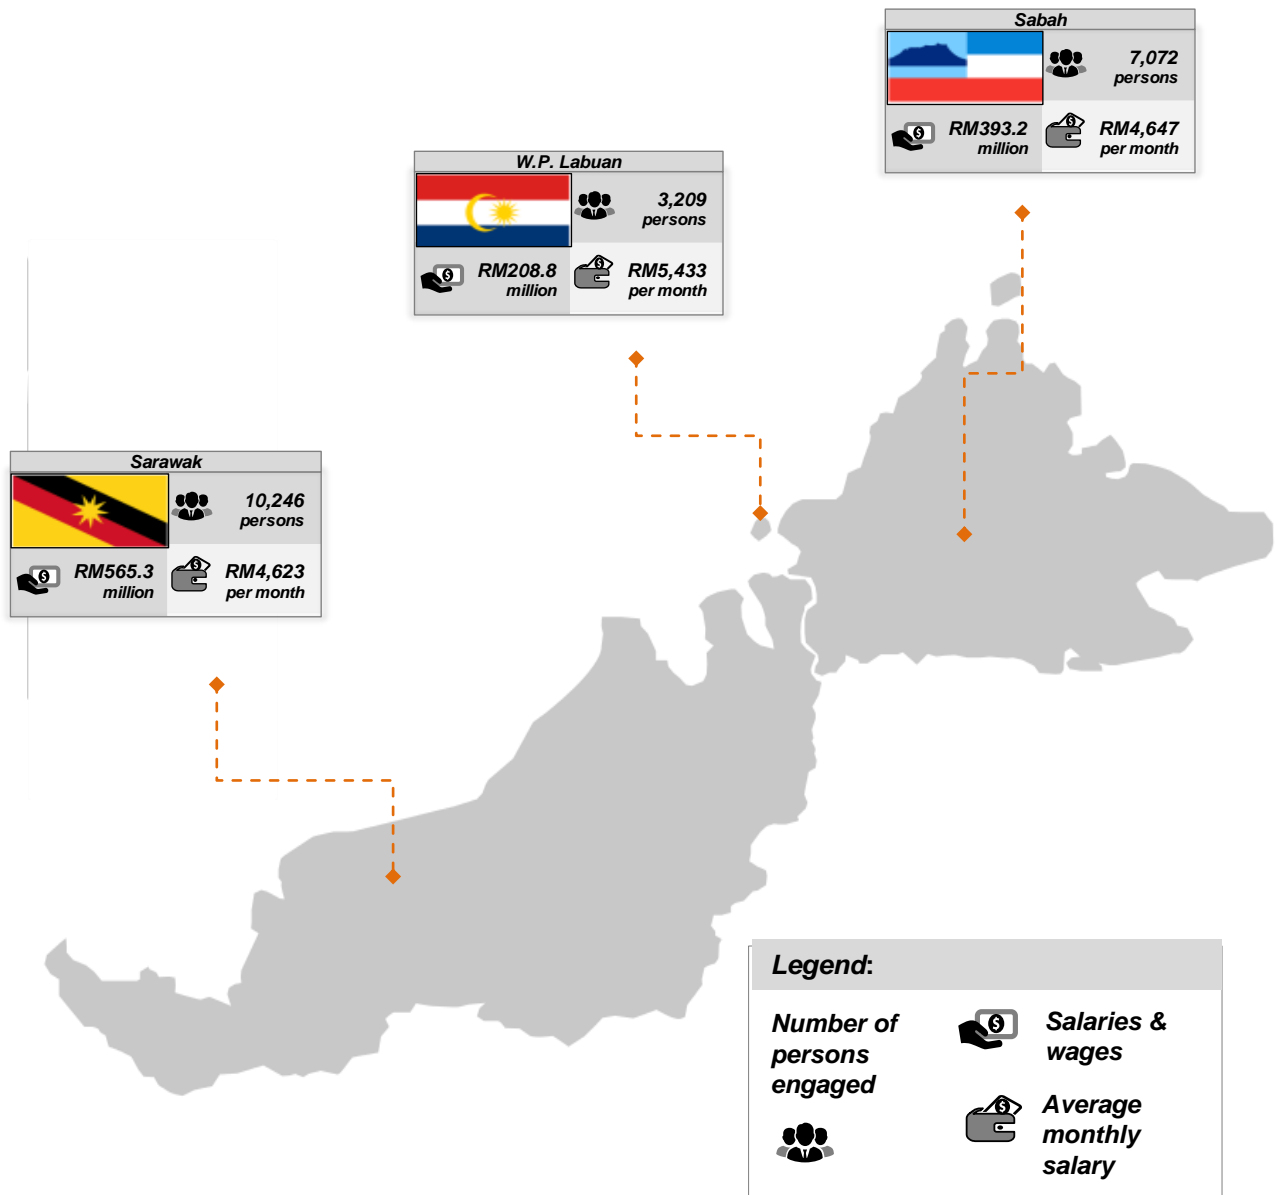 Sabah
7,072
persons
RM393.2
million
RM4,647
per month
W.P. Labuan
3,209
persons
RM208.8
million
RM5,433
per month
Sarawak
10,246
persons
RM565.3
million
RM4,623
per month
Legend:
Number of
persons
engaged
Salaries &
wages
Average
monthly
salary